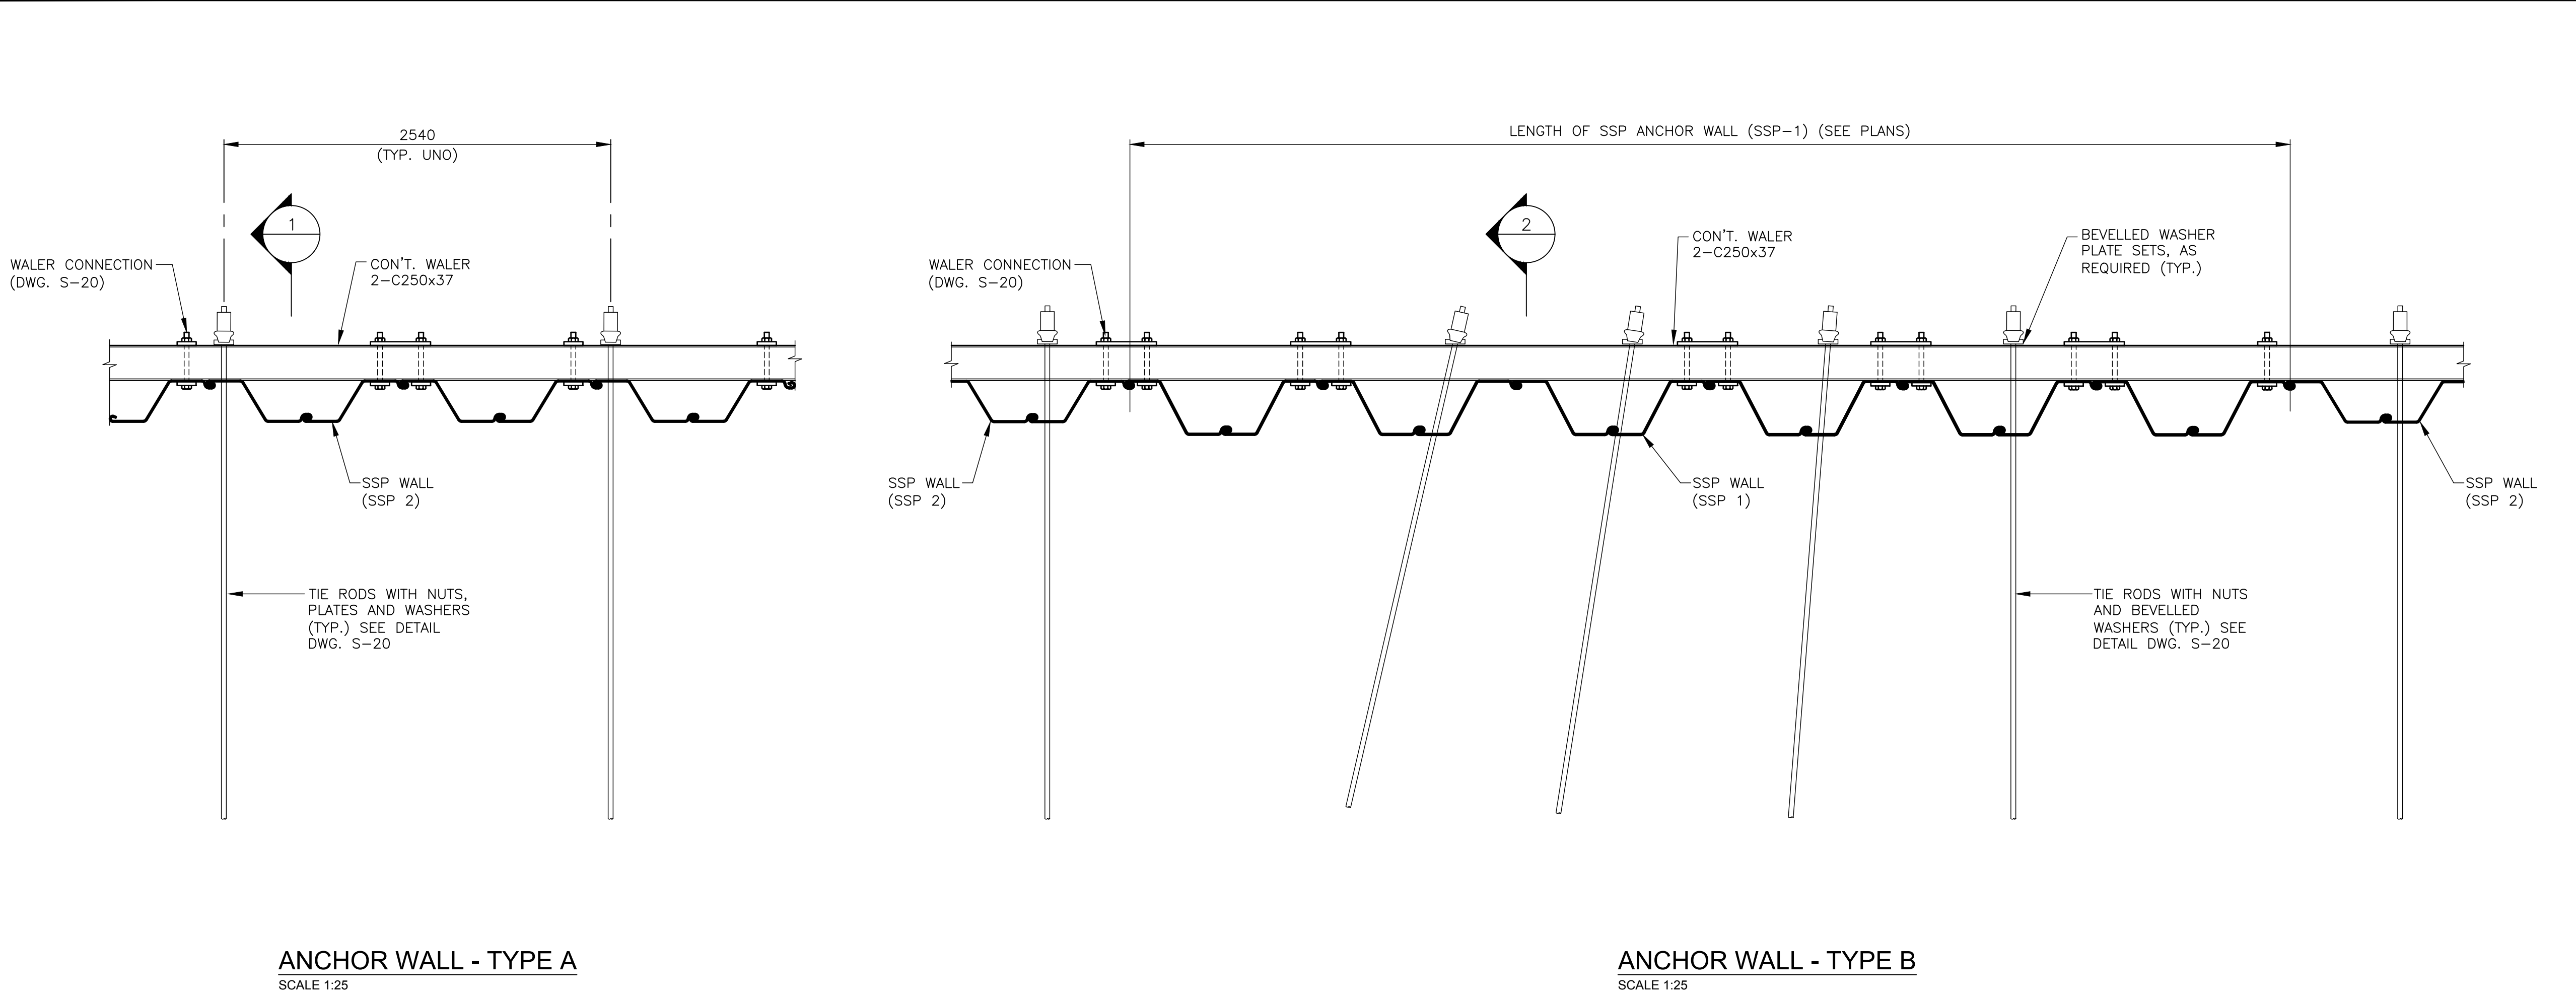 2540
(TYP. UNO)
1
WALER CONNECTION
(DWG. S-20)
CON'T. WALER
2-C250x37
SSP WALL
(SSP 2)
TIE RODS WITH NUTS,
PLATES AND WASHERS
(TYP.) SEE DETAIL
DWG. S-20
ANCHOR WALL - TYPE A
SCALE 1:25
LENGTH OF SSP ANCHOR WALL (SSP-1) (SEE PLANS)
2
WALER CONNECTION
(DWG. S-20)
CON'T. WALER
2-C250x37
BEVELLED WASHER
PLATE SETS, AS
REQUIRED (TYP.)
SSP WALL
(SSP 2)
SSP WALL
(SSP 1)
SSP WALL
(SSP 2)
TIE RODS WITH NUTS
AND BEVELLED
WASHERS (TYP.) SEE
DETAIL DWG. S-20
ANCHOR WALL - TYPE B
SCALE 1:25